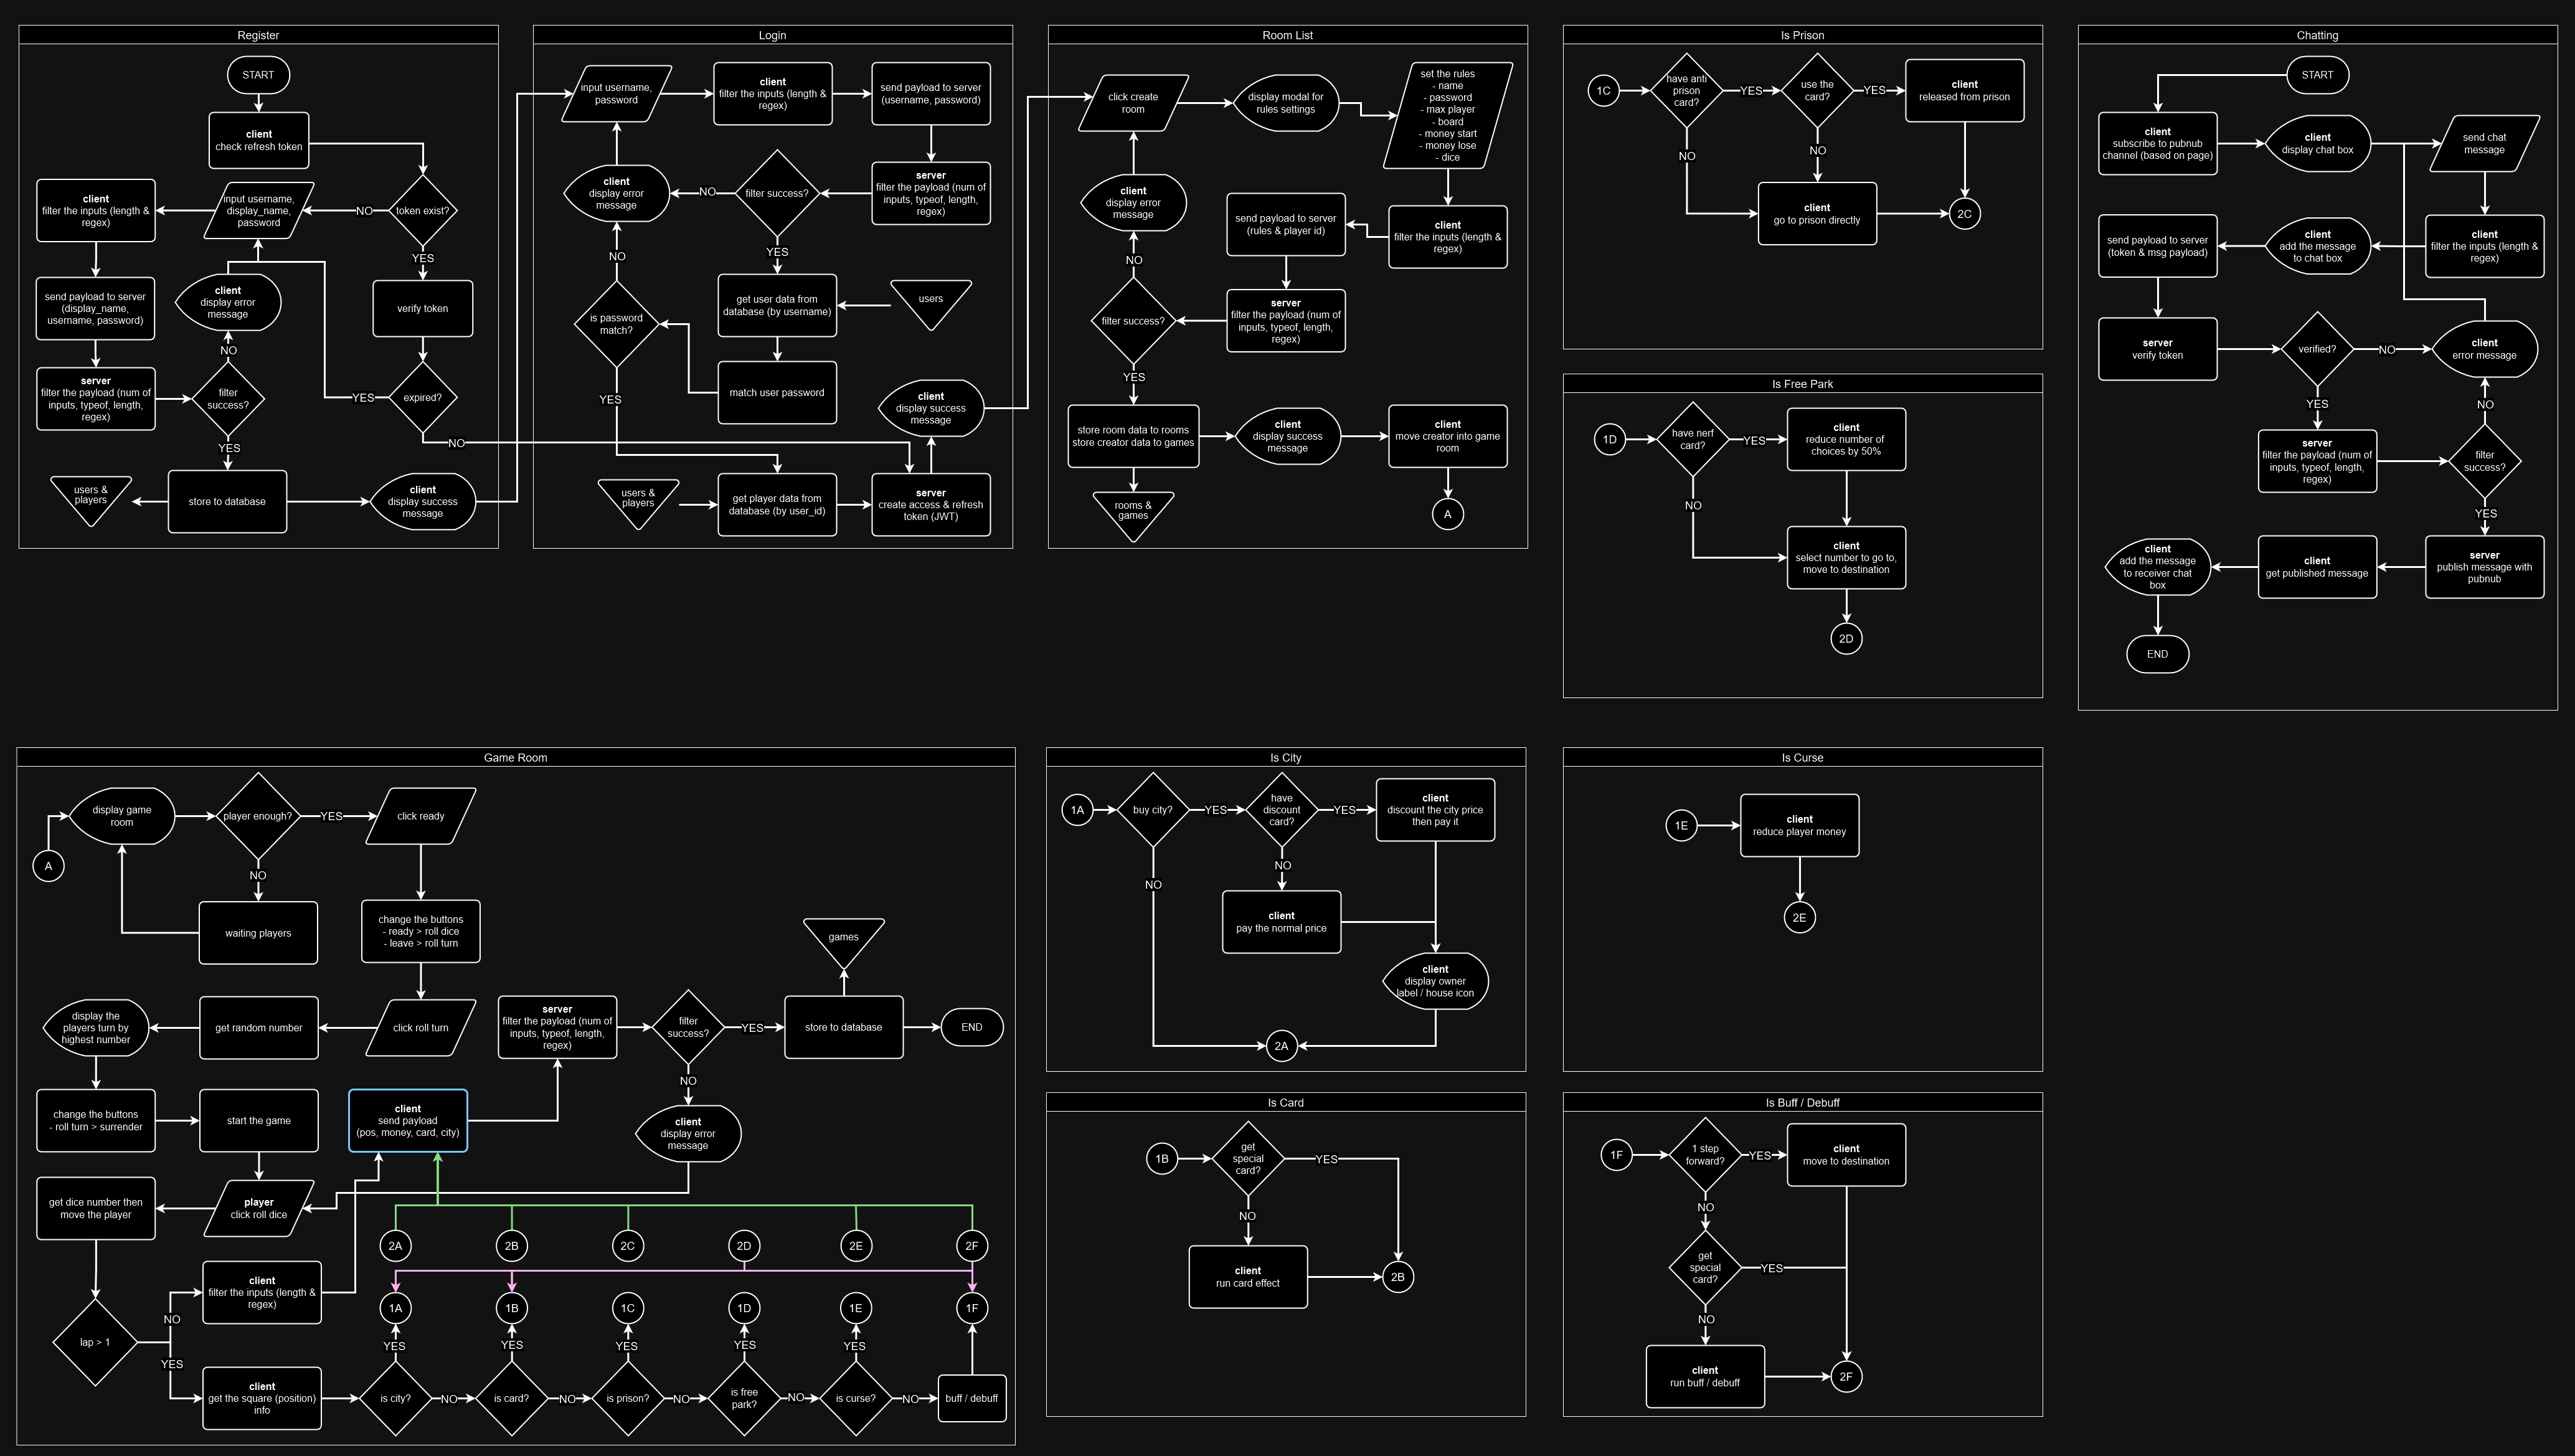 Register
START
client
check refresh token
token exist?
NO
YES
input username,
display_name,
password
client
filter the inputs (length &
regex)
send payload to server
(display_name,
username, password)
server
filter the payload (num of
inputs, typeof, length,
regex)
filter
success?
NO
client
display error
message
YES
verify token
expired?
YES
NO
store to database
users &
players
client
display success
message
Login
input username,
password
client
filter the inputs (length &
regex)
send payload to server
(username, password)
server
filter the payload (num of
inputs, typeof, length,
regex)
filter success?
NO
client
display error
message
YES
NO
get user data from
database (by username)
users
is password
match?
match user password
YES
client
display success
message
users &
players
get player data from
database (by user_id)
server
create access & refresh
token (JWT)
Room List
click create
room
display modal for
rules settings
set the rules
- name
- password
- max player
- board
- money start
- money lose
- dice
client
display error
message
send payload to server
(rules & player id)
client
filter the inputs (length &
regex)
NO
server
filter the payload (num of
inputs, typeof, length,
regex)
filter success?
YES
store room data to rooms
store creator data to games
client
display success
message
client
move creator into game
room
rooms &
games
A
Is Prison
1C
have anti
prison
card?
YES
use the
card?
YES
client
released from prison
NO
NO
client
go to prison directly
2C
Is Free Park
1D
have nerf
card?
YES
client
reduce number of
choices by 50%
NO
client
select number to go to,
move to destination
2D
Chatting
START
client
subscribe to pubnub
channel (based on page)
client
display chat box
send chat
message
send payload to server
(token & msg payload)
client
add the message
to chat box
client
filter the inputs (length &
regex)
server
verify token
verified?
NO
client
error message
YES
NO
server
filter the payload (num of
inputs, typeof, length,
regex)
filter
success?
YES
client
add the message
to receiver chat
box
client
get published message
server
publish message with
pubnub
END
Game Room
display game
room
player enough?
YES
click ready
A
NO
waiting players
change the buttons
- ready > roll dice
- leave > roll turn
games
display the
players turn by
highest number
get random number
click roll turn
server
filter the payload (num of
inputs, typeof, length,
regex)
filter
success?
YES
store to database
END
NO
change the buttons
- roll turn > surrender
start the game
client
send payload
(pos, money, card, city)
client
display error
message
get dice number then
move the player
player
click roll dice
2A
2B
2C
2D
2E
2F
client
filter the inputs (length &
regex)
1A
1B
1C
1D
1E
1F
lap > 1
NO
YES
YES
YES
YES
YES
YES
client
get the square (position)
info
is city?
NO
is card?
NO
is prison?
NO
is free
park?
NO
is curse?
NO
buff / debuff
Is City
1A
buy city?
YES
have
discount
card?
YES
client
discount the city price
then pay it
NO
NO
client
pay the normal price
client
display owner
label / house icon
2A
Is Curse
1E
client
reduce player money
2E
Is Card
1B
get
special
card?
YES
NO
client
run card effect
2B
Is Buff / Debuff
1F
1 step
forward?
YES
client
move to destination
NO
get
special
card?
YES
NO
client
run buff / debuff
2F